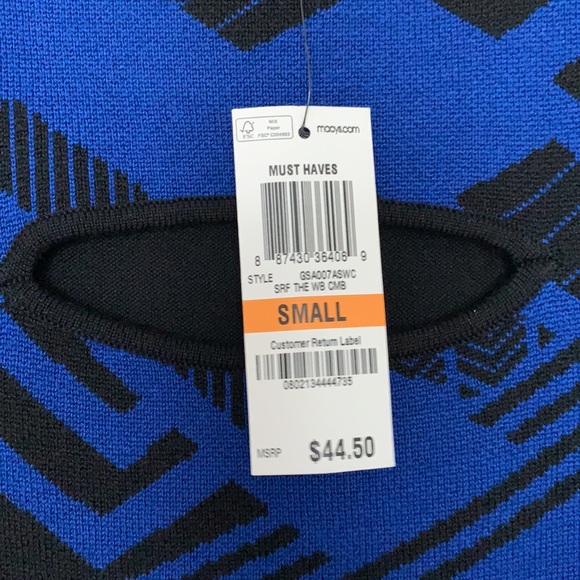 FSC
MIX
Paper
macys.com
MUST HAVES
8 87430 36406 9
STYLE GSA007ASWC
SRF THE WB CMB
SMALL
Customer Return Label
0802134444735
MSRP $44.50